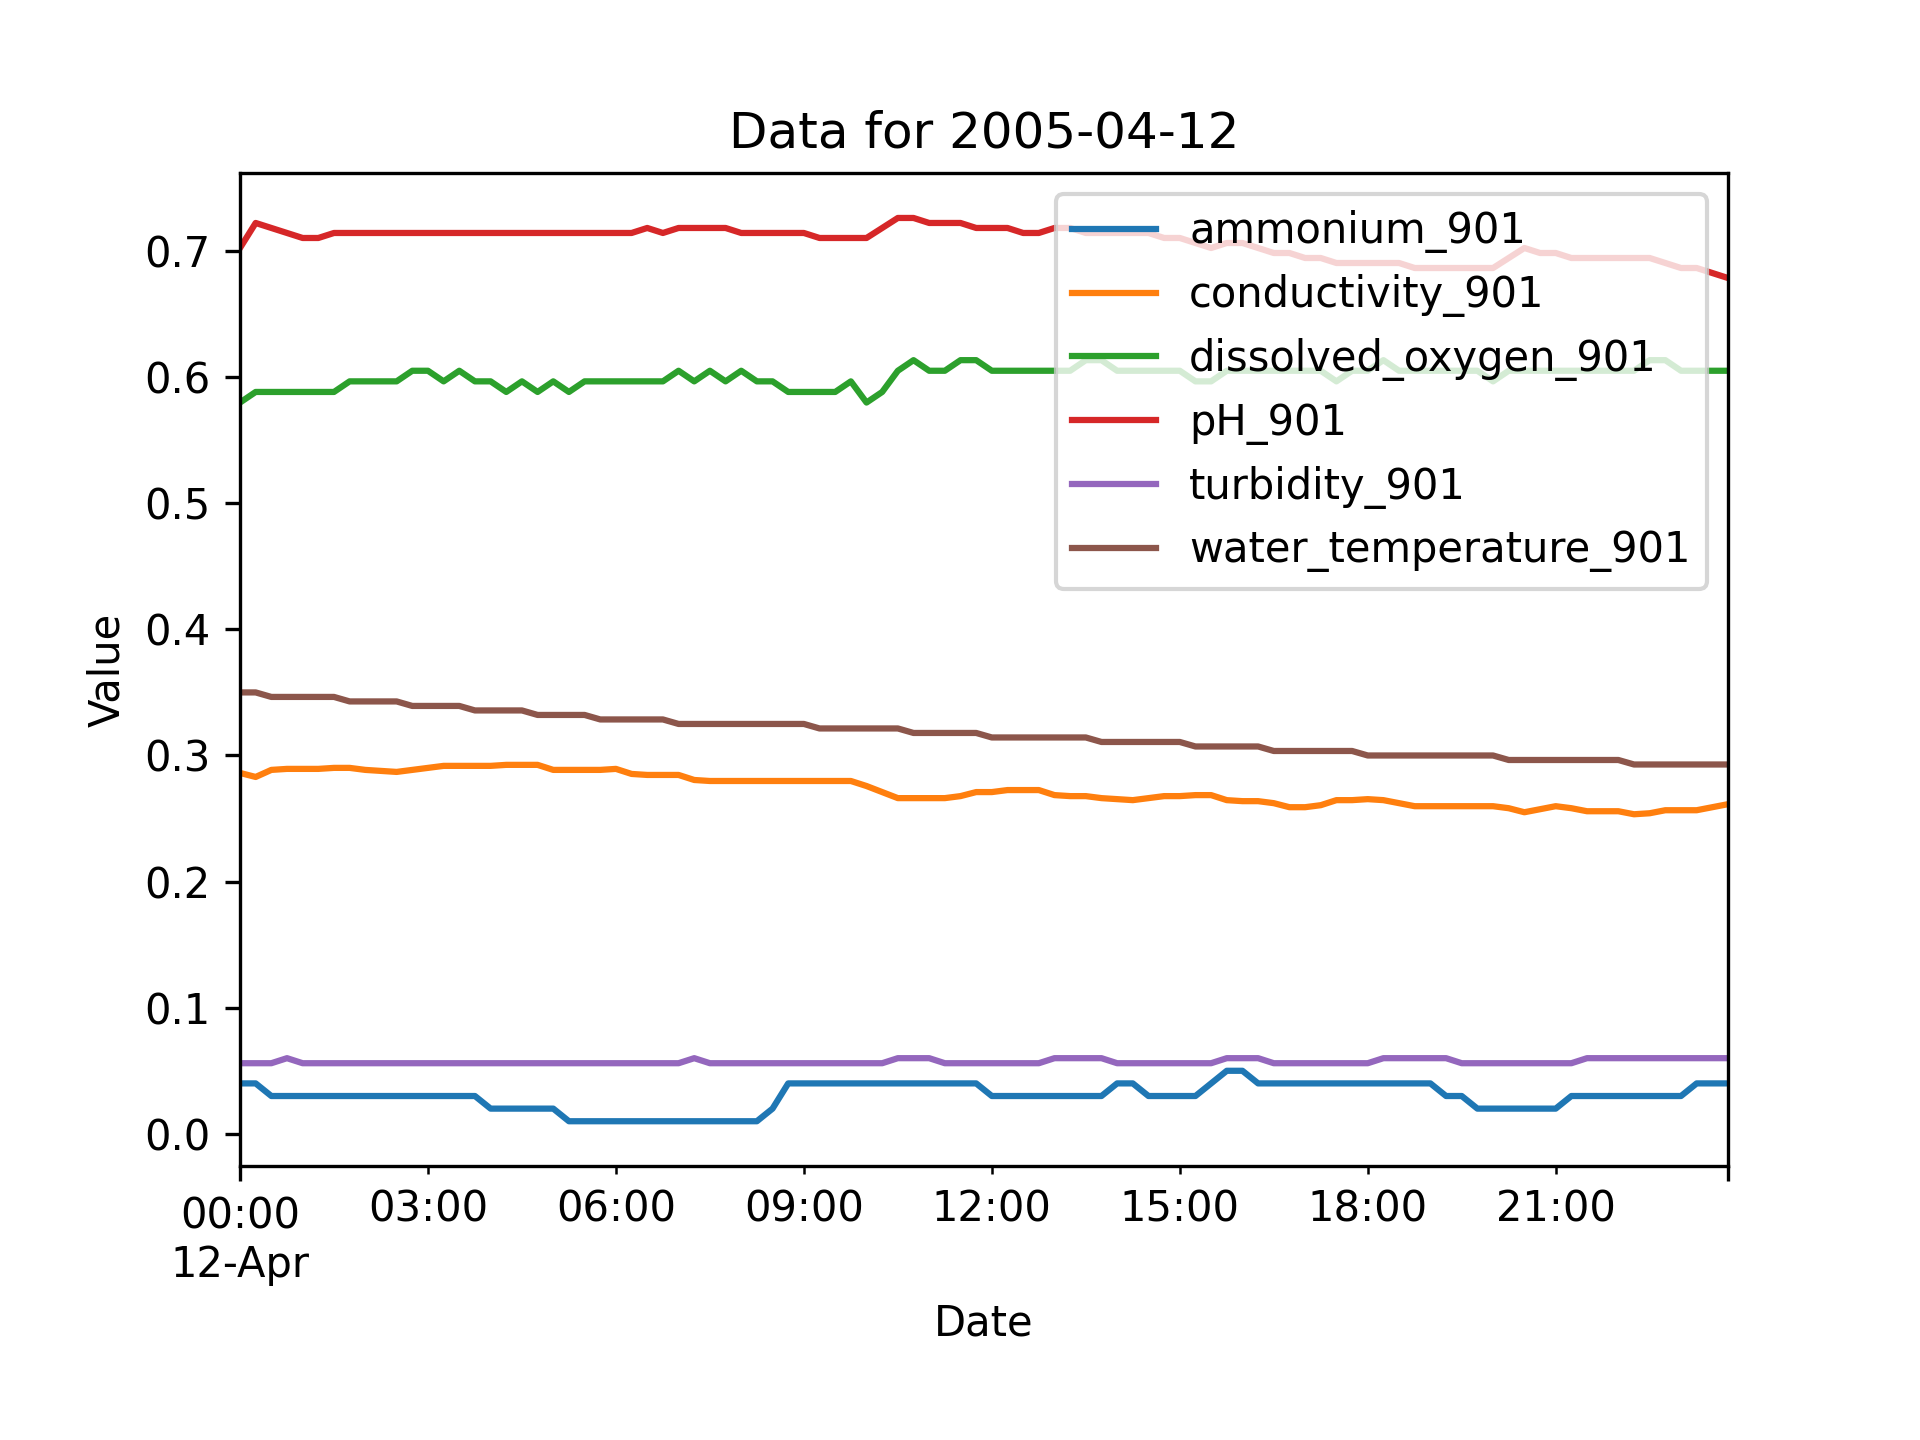 Data for 2005-04-12
ammonium_901
conductivity_901
dissolved_oxygen_901
pH_901
turbidity_901
water_temperature_901
Value
0.7
0.6
0.5
0.4
0.3
0.2
0.1
0.0
00:00 03:00 06:00 09:00 12:00 15:00 18:00 21:00
12-Apr
Date